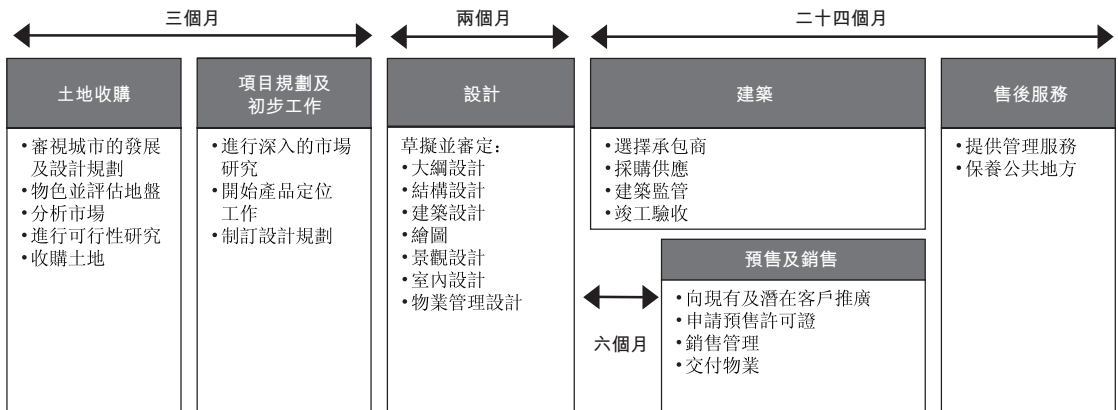 三個月
兩個月
二十四個月
土地收購
•審視城市的發展
及設計規劃
•物色並評估地盤
•分析市場
•進行可行性研究
•收購土地
項目規劃及
初步工作
•進行深入的市場
研究
•開始產品定位
工作
•制訂設計規劃
設計
草擬並審定：
•大綱設計
•結構設計
•建築設計
•繪圖
•景觀設計
•室內設計
•物業管理設計
建築
•選擇承包商
•採購供應
•建築監管
•竣工驗收
六個月
預售及銷售
•向現有及潛在客戶推廣
•申請預售許可證
•銷售管理
•交付物業
售後服務
•提供管理服務
•保養公共地方